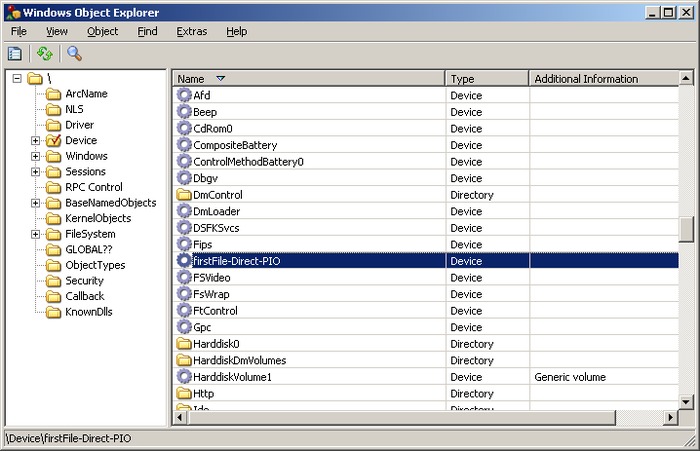 Windows Object Explorer
File View Object Find Extras Help
\
ArcName
NLS
Driver
Device
Windows
Sessions
RPC Control
BaseNamedObjects
KernelObjects
FileSystem
GLOBAL??
ObjectTypes
Security
Callback
KnownDlls
Name Type Additional Information
Afd Device
Beep Device
CdRom0 Device
CompositeBattery Device
ControlMethodBattery0 Device
Dbgv Device
DmControl Directory
DmLoader Device
DSFKSvcs Device
Fips Device
firstFile-Direct-PIO Device
FSVideo Device
FsWrap Device
FtControl Device
Gpc Device
Harddisk0 Directory
HarddiskDmVolumes Directory
HarddiskVolume1 Device Generic volume
Http Directory
Ide Directory
\Device\firstFile-Direct-PIO